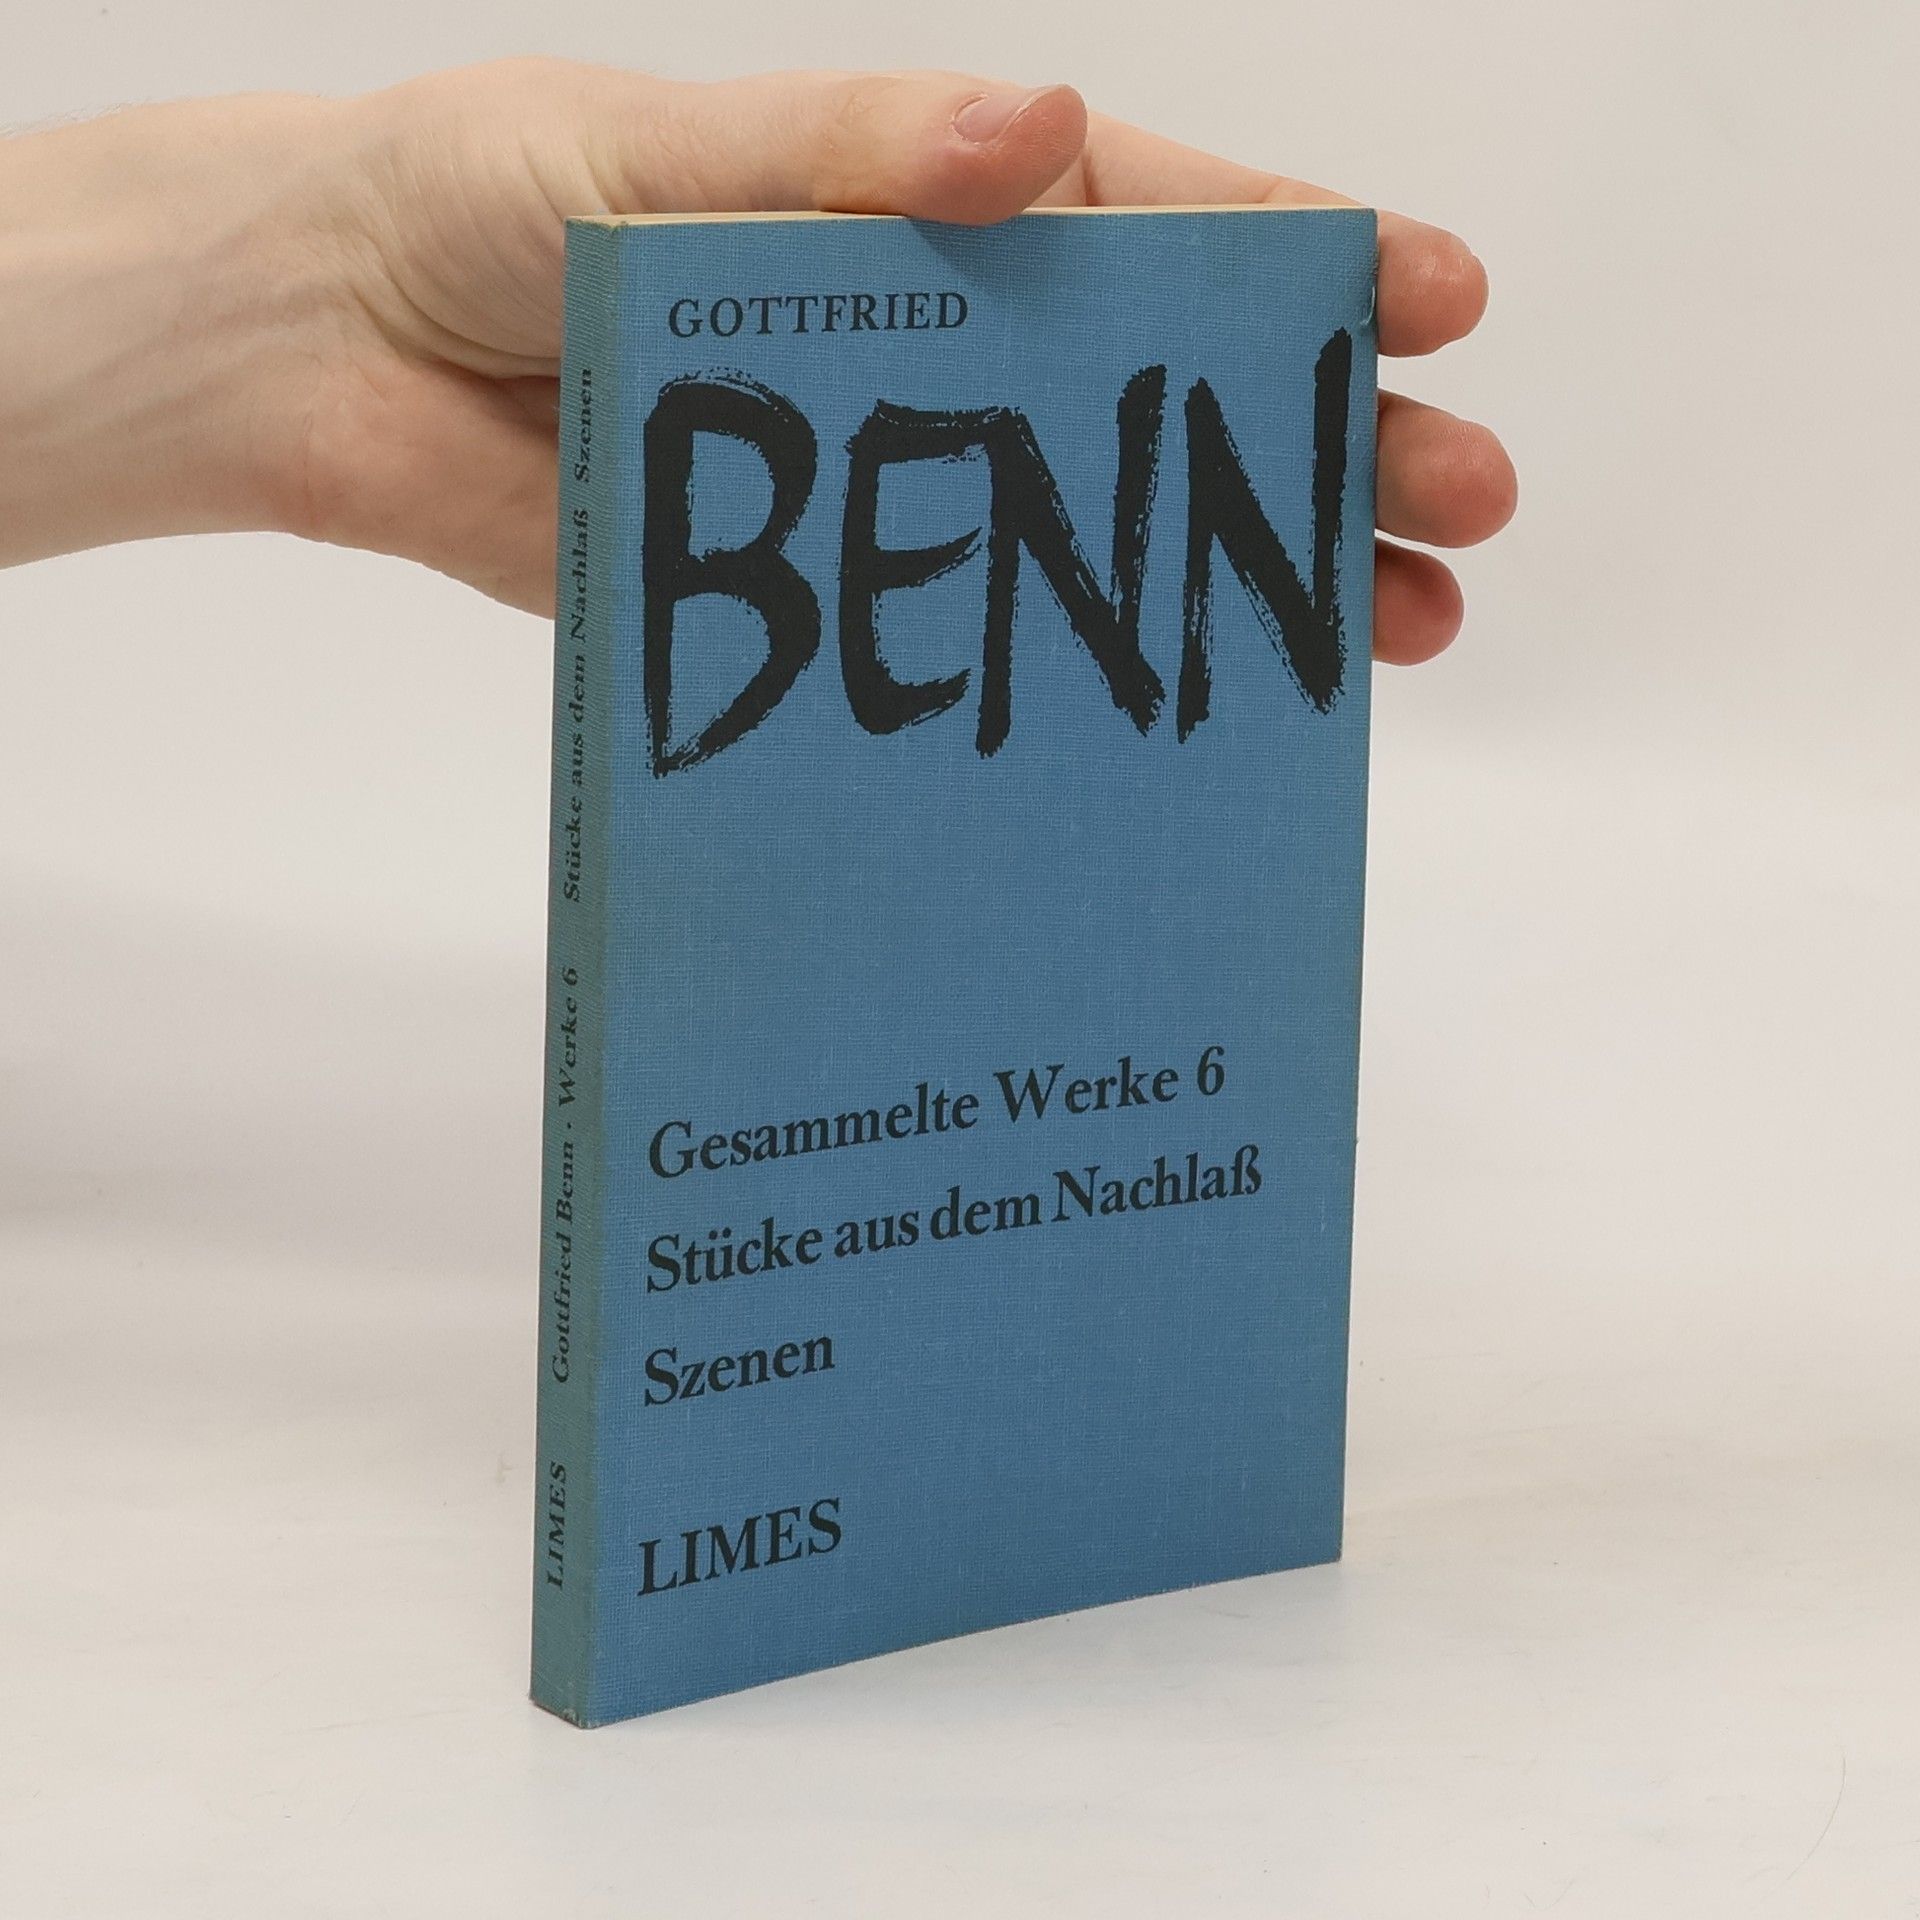 GOTTFRIED
BENN
Gesammelte Werke 6
Stücke aus dem Nachlaß
Szenen
LIMES
LIMES Gottfried Benn · Werke 6 Stücke aus dem Nachlaß Szenen